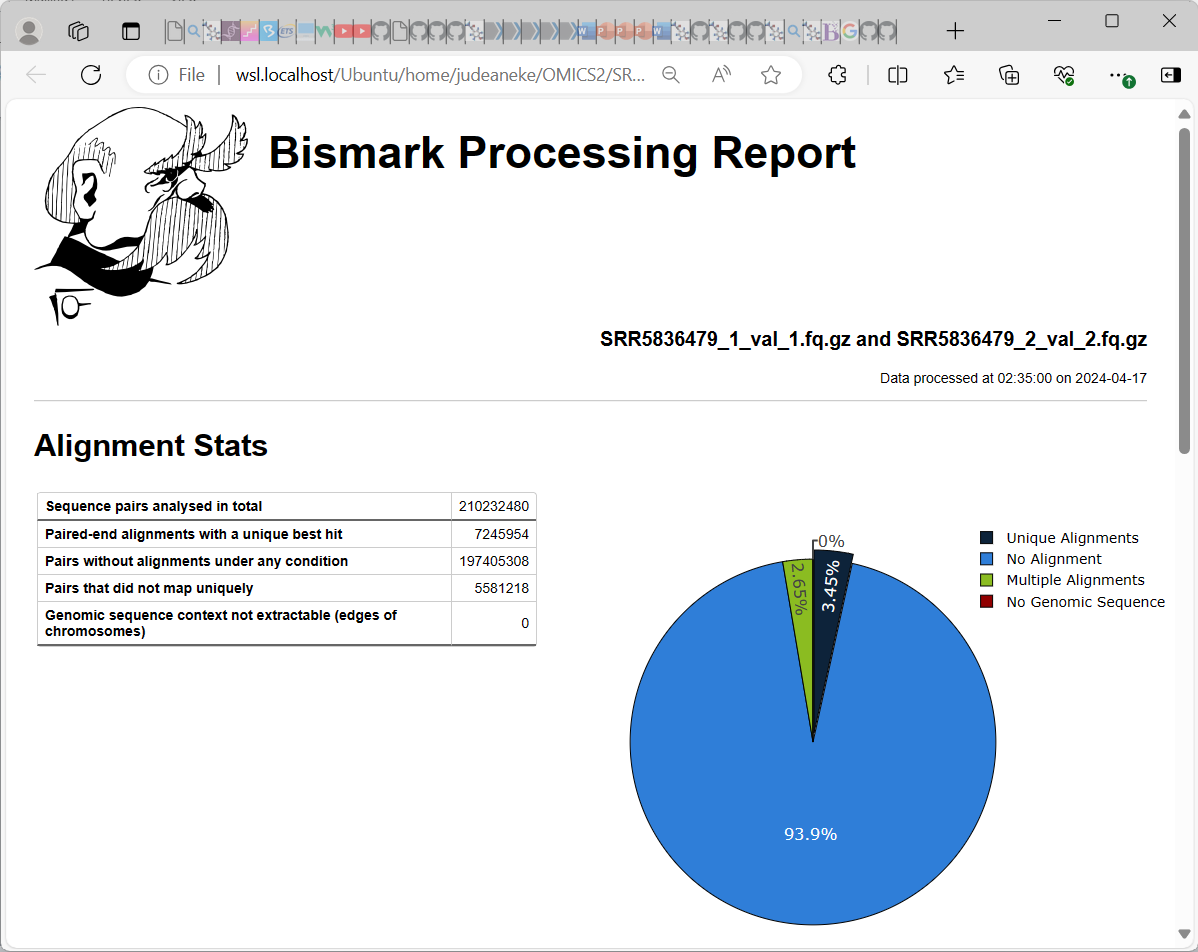 File
wsl.localhost/Ubuntu/home/judeaneke/OMICS2/SR...
Bismark Processing Report
SRR5836479_1_val_1.fq.gz and SRR5836479_2_val_2.fq.gz
Data processed at 02:35:00 on 2024-04-17
Alignment Stats
Sequence pairs analysed in total 210232480
Paired-end alignments with a unique best hit 7245954
Pairs without alignments under any condition 197405308
Pairs that did not map uniquely 5581218
Genomic sequence context not extractable (edges of
chromosomes) 0
0%
2.65%
3.45%
93.9%
Unique Alignments
No Alignment
Multiple Alignments
No Genomic Sequence